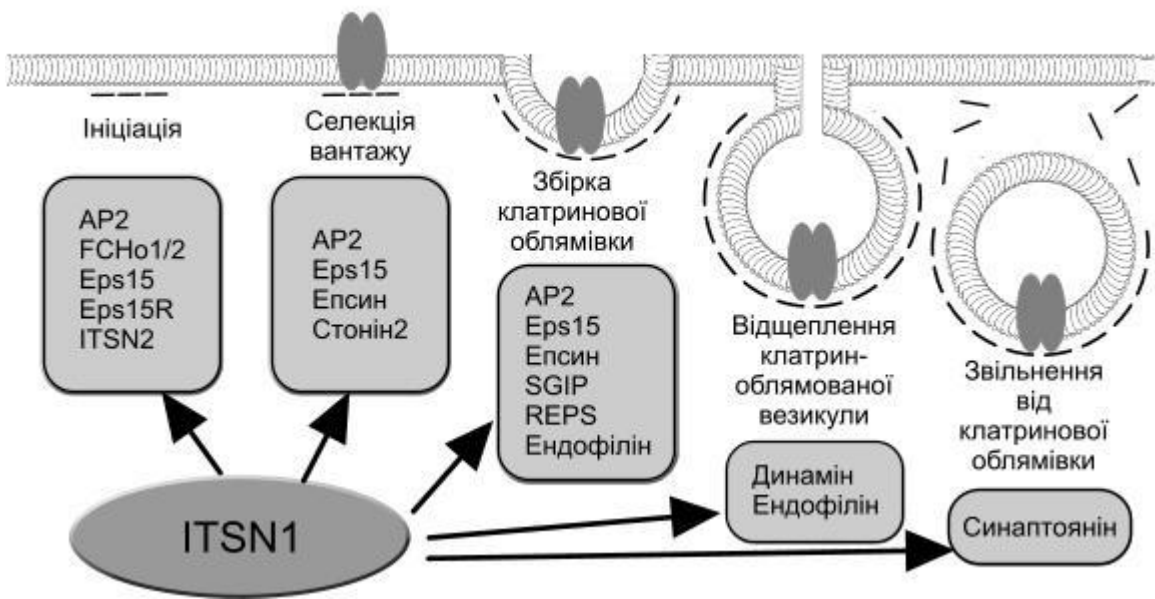 Ініціація
Селекція
вантажу
Збірка
клатринової
облямівки
Відщеплення
клатрин-
облямованої
везикули
Звільнення
від
клатринової
облямівки
AP2
FCHo1/2
Eps15
Eps15R
ITSN2
AP2
Eps15
Епсин
Стонін2
AP2
Eps15
Епсин
SGIP
REPS
Ендофілін
Динамін
Ендофілін
Синаптоянін
ITSN1